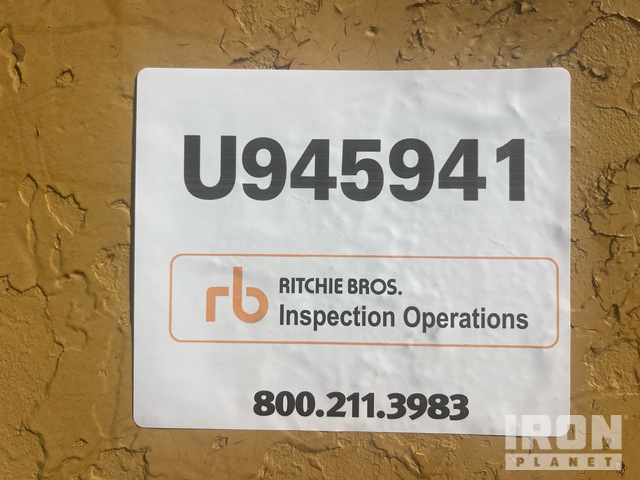 U945941
rb
RITCHIE BROS.
Inspection Operations
800.211.3983
IRON
PLANET